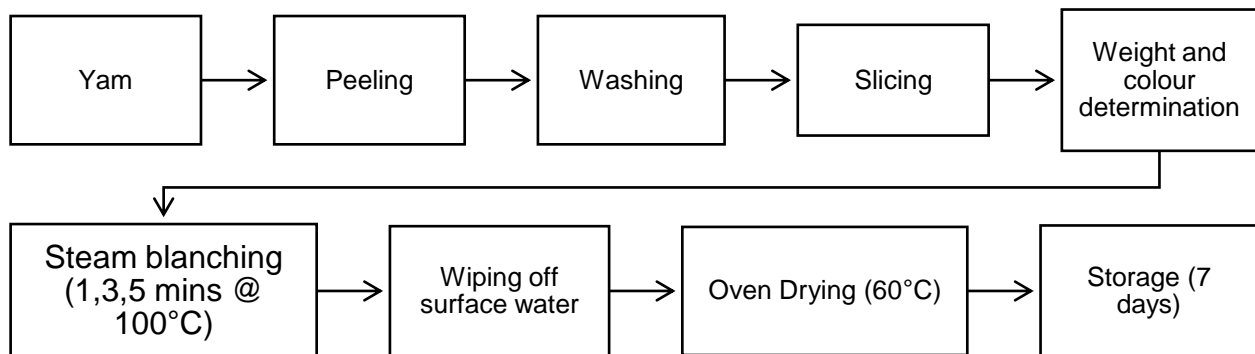 Yam
Peeling
Washing
Slicing
Weight and
colour
determination
Steam blanching
(1,3,5 mins @
100°C)
Wiping off
surface water
Oven Drying (60°C)
Storage (7
days)